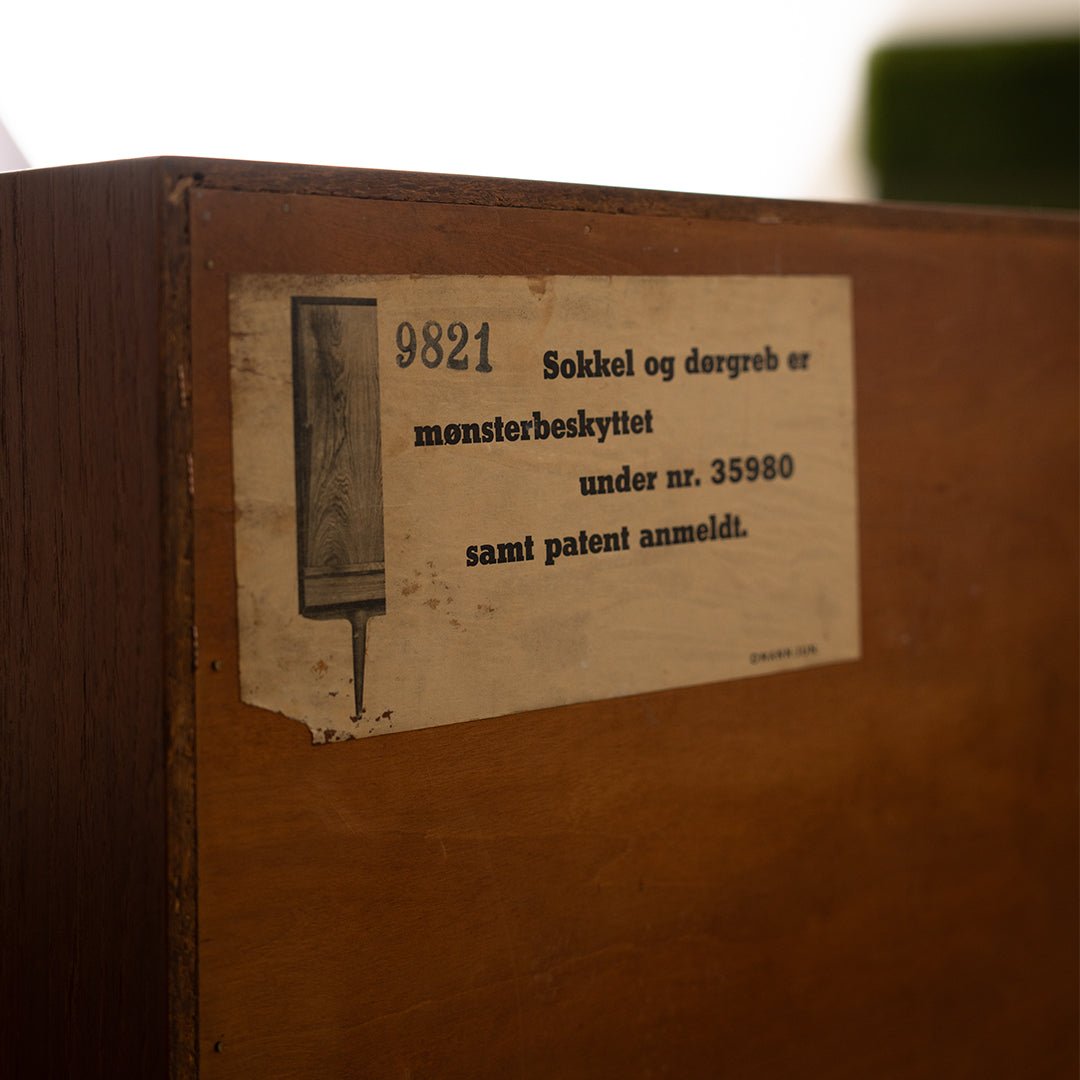 9821
Sokkel og dørgreb er
mønsterbeskyttet
under nr. 35980
samt patent anmeldt.